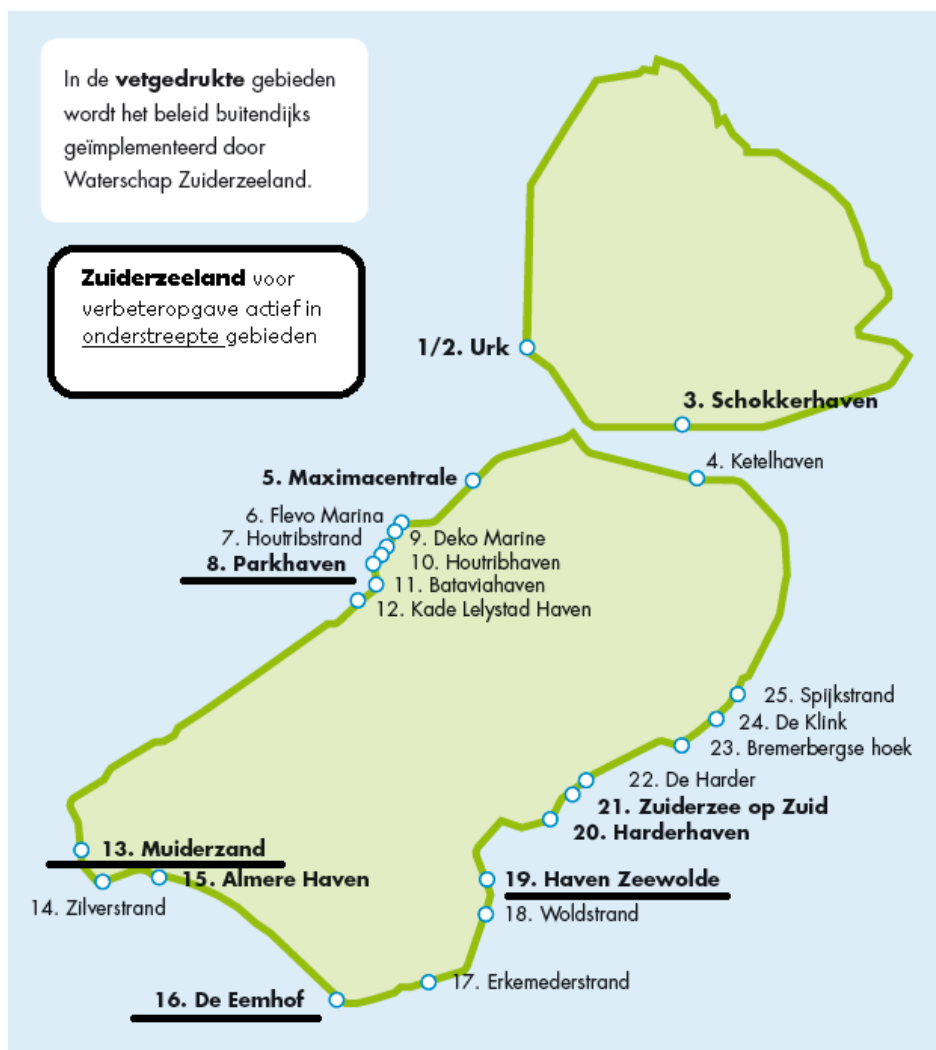 In de vetgedrukte gebieden
wordt het beleid buitendijks
geïmplementeerd door
Waterschap Zuiderzeeland.
Zuiderzeeland voor
verbeteropgave actief in
onderstreepte gebieden
1/2. Urk
3. Schokkerhaven
4. Ketelhaven
5. Maximacentrale
6. Flevo Marina
7. Houtribstrand
8. Parkhaven
9. Deko Marine
10. Houtribhaven
11. Bataviahaven
12. Kade Lelystad Haven
25. Spijkstrand
24. De Klink
23. Bremerbergse hoek
22. De Harder
21. Zuiderzee op Zuid
20. Harderhaven
13. Muiderzand
15. Almere Haven
14. Zilverstrand
19. Haven Zeewolde
18. Woldstrand
17. Erkemederstrand
16. De Eemhof